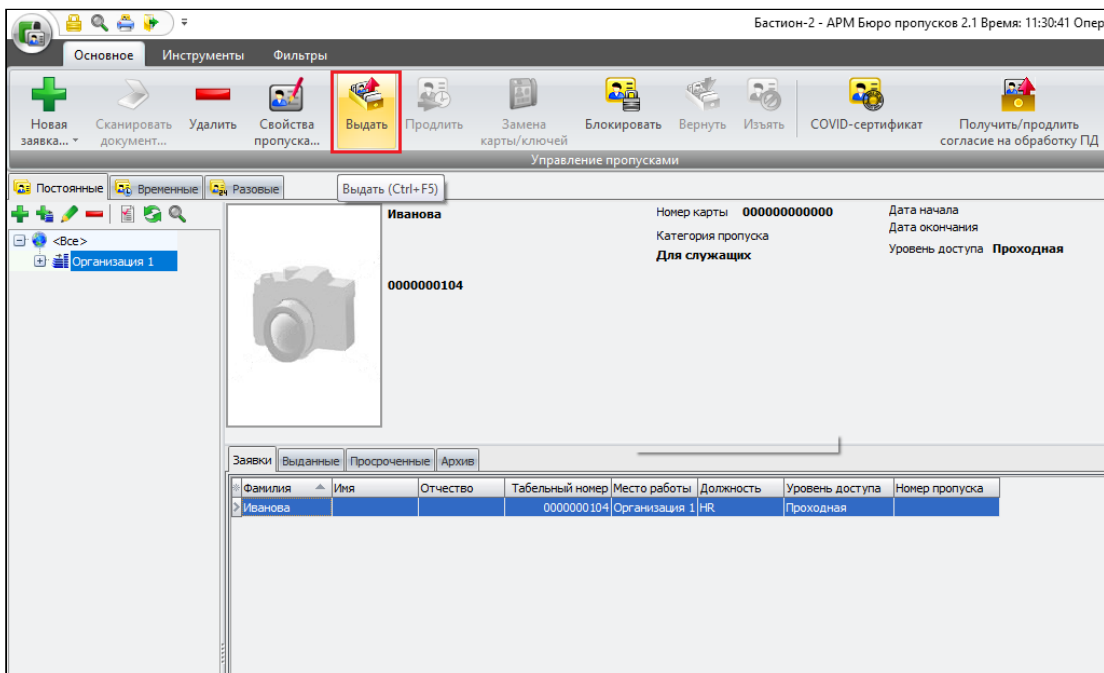 Бастион-2 - АРМ Бюро пропусков 2.1 Время: 11:30:41 Опер
Основное Инструменты Фильтры
Новая заявка... Сканировать документ... Удалить Свойства пропуска... Выдать Продлить Замена карты/ключей Блокировать Вернуть Изъять COVID-сертификат Получить/продлить согласие на обработку ПД
Управление пропусками
Постоянные Временные Разовые Выдать (Ctrl+F5)
<Все>
Организация 1
Иванова Номер карты 000000000000 Дата начала
Дата окончания
Категория пропуска
Для служащих Уровень доступа Проходная
0000000104
Заявки Выданные Просроченные Архив
Фамилия Имя Отчество Табельный номер Место работы Должность Уровень доступа Номер пропуска
Иванова 0000000104 Организация 1 HR Проходная